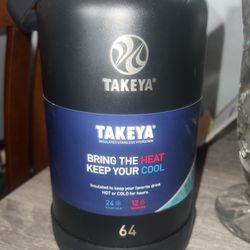 TAKEYA®
TAKEYA®
INSULATED STAINLESS HYDRATION
BRING THE HEAT
KEEP YOUR COOL
Insulated to keep your favorite drink
HOT or COLD for hours.
24
12
64